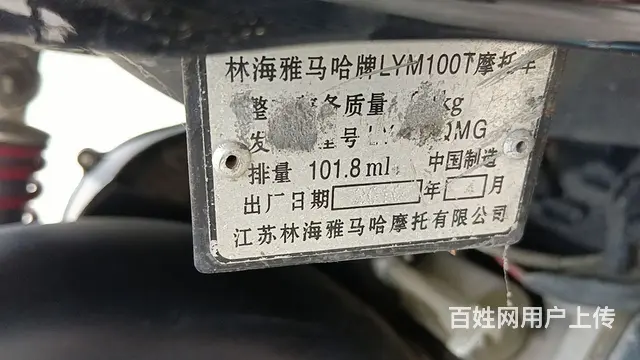 林海雅马哈牌LYM100T摩托车
整 备质量 kg
发 号 QMG
排量 101.8ml 中国制造
出厂日期 年 月
江苏林海雅马哈摩托有限公司
百姓网用户上传